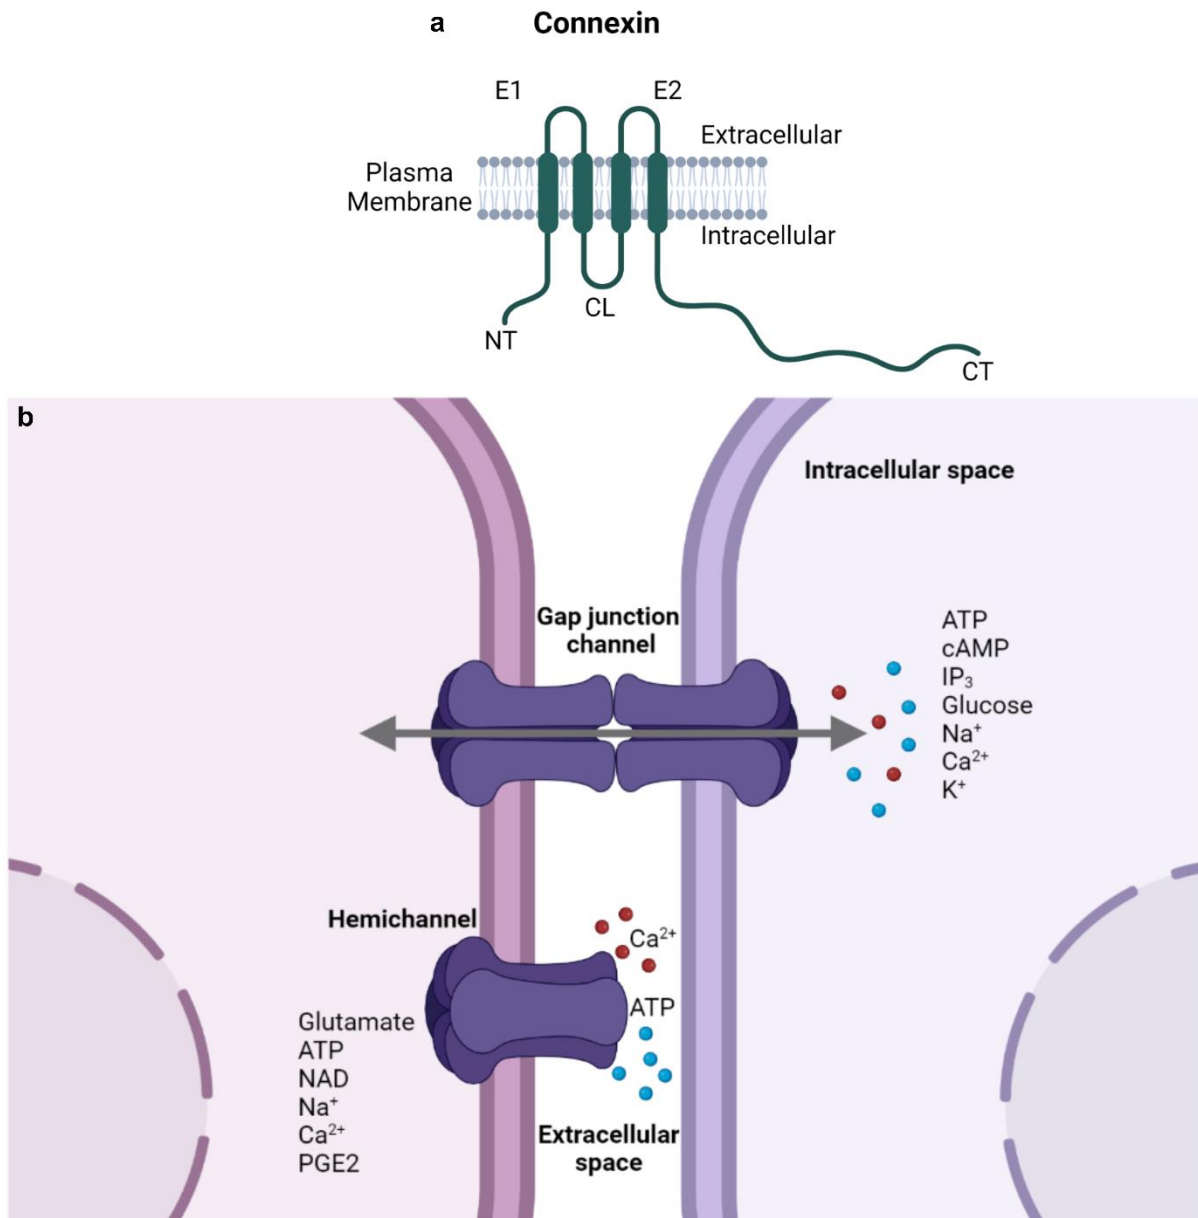 a
Connexin
E1
E2
Extracellular
Plasma
Membrane
Intracellular
CL
NT
CT
b
Intracellular space
Gap junction
channel
ATP
cAMP
IP₃
Glucose
Na⁺
Ca²⁺
K⁺
Hemichannel
Ca²⁺
ATP
Glutamate
ATP
NAD
Na⁺
Ca²⁺
PGE2
Extracellular
space